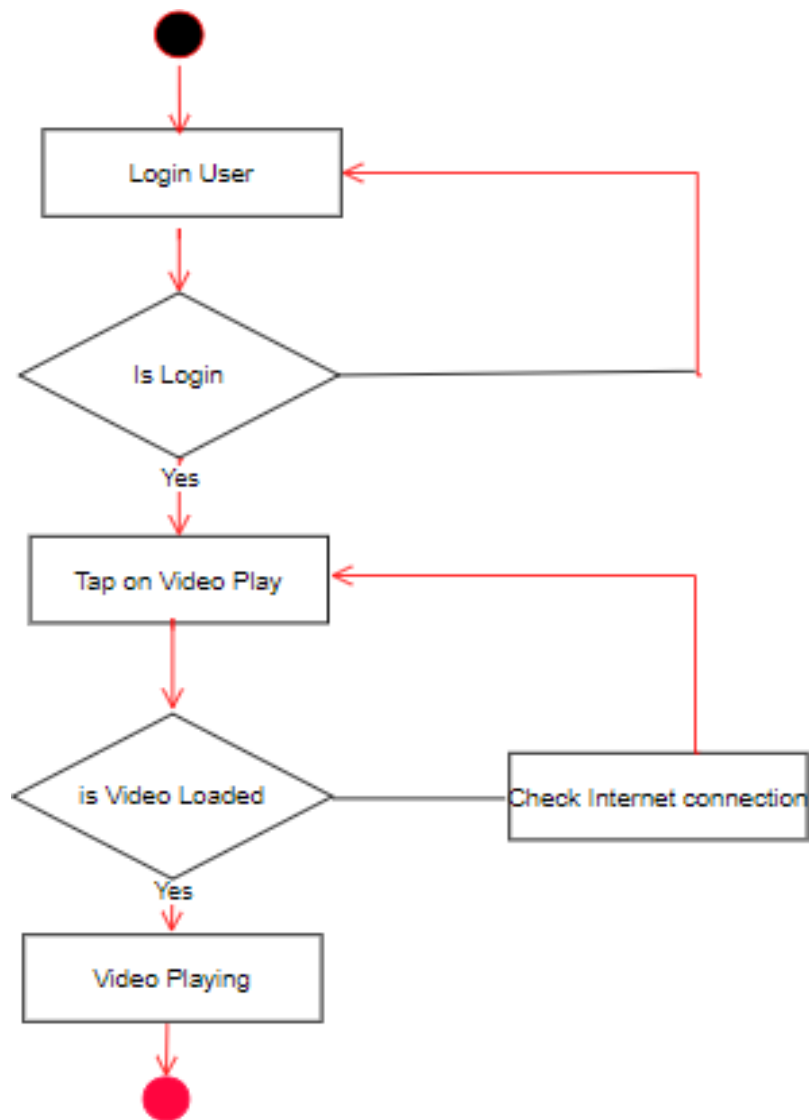 Login User
Is Login
Yes
Tap on Video Play
is Video Loaded
Check Internet connection
Yes
Video Playing